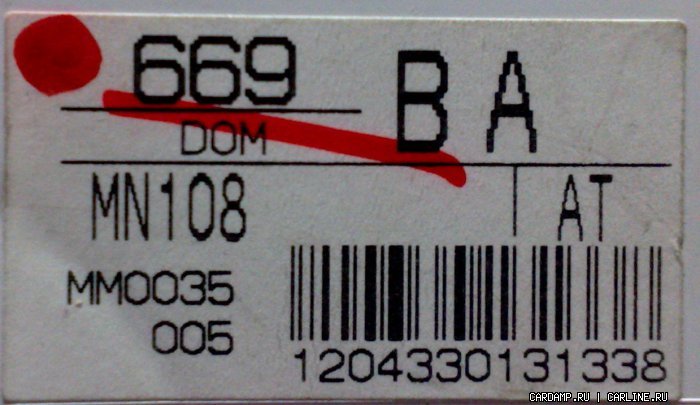 669 B A
DOM
MN108 AT
MM0035
005
1204330131338
CARDAMP.RU | CARLINE.RU